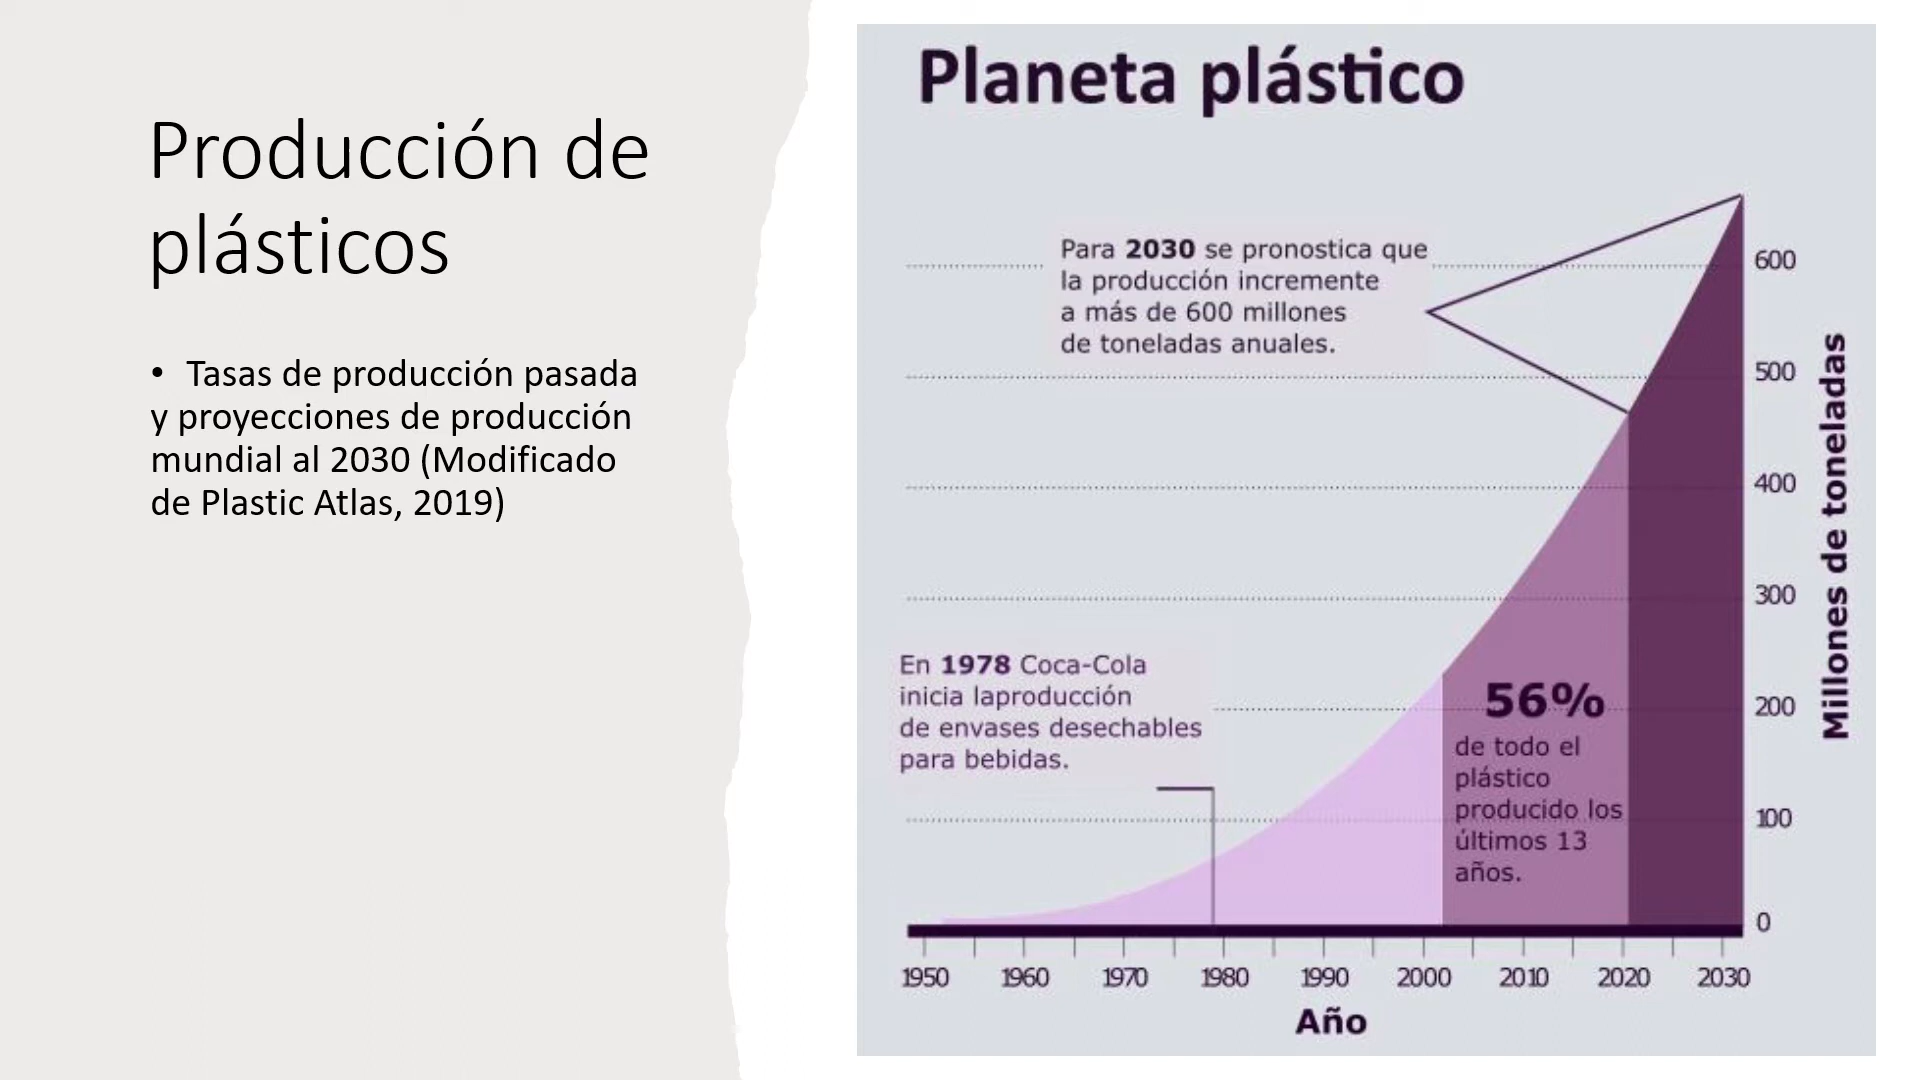 Producción de
plásticos
• Tasas de producción pasada
y proyecciones de producción
mundial al 2030 (Modificado
de Plastic Atlas, 2019)
Planeta plástico
Para 2030 se pronostica que
la producción incremente
a más de 600 millones
de toneladas anuales.
En 1978 Coca-Cola
inicia laproducción
de envases desechables
para bebidas.
56%
de todo el
plástico
producido los
últimos 13
años.
600
500
400
300
200
100
0
Millones de toneladas
1950 1960 1970 1980 1990 2000 2010 2020 2030
Año